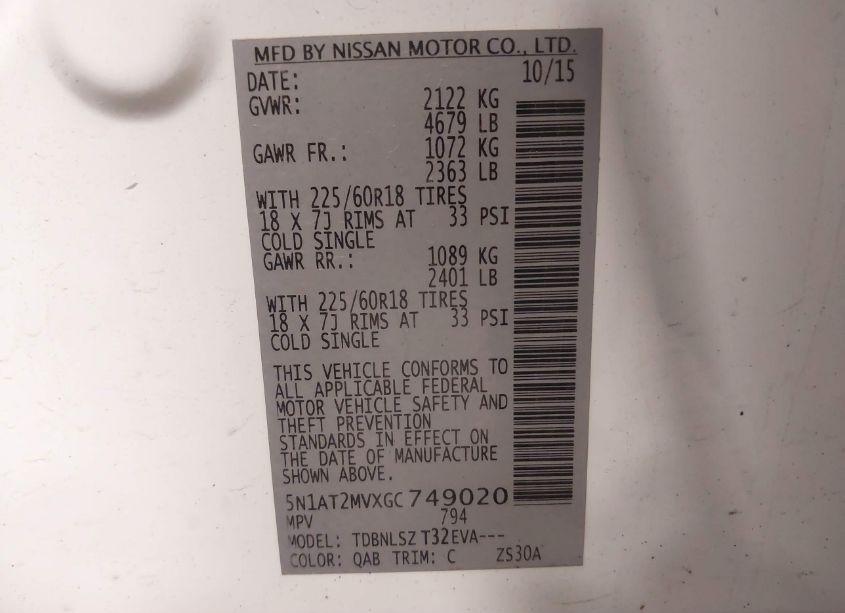 MFD BY NISSAN MOTOR CO., LTD.
DATE: 10/15
GVWR: 2122 KG
4679 LB
GAWR FR.: 1072 KG
2363 LB
WITH 225/60R18 TIRES
18 X 7J RIMS AT 33 PSI
COLD SINGLE
GAWR RR.: 1089 KG
2401 LB
WITH 225/60R18 TIRES
18 X 7J RIMS AT 33 PSI
COLD SINGLE
THIS VEHICLE CONFORMS TO
ALL APPLICABLE FEDERAL
MOTOR VEHICLE SAFETY AND
THEFT PREVENTION
STANDARDS IN EFFECT ON
THE DATE OF MANUFACTURE
SHOWN ABOVE.
5N1AT2MVXGC749020
MPV 794
MODEL: TDBNLSZ T32EVA---
COLOR: QAB TRIM: C ZS30A